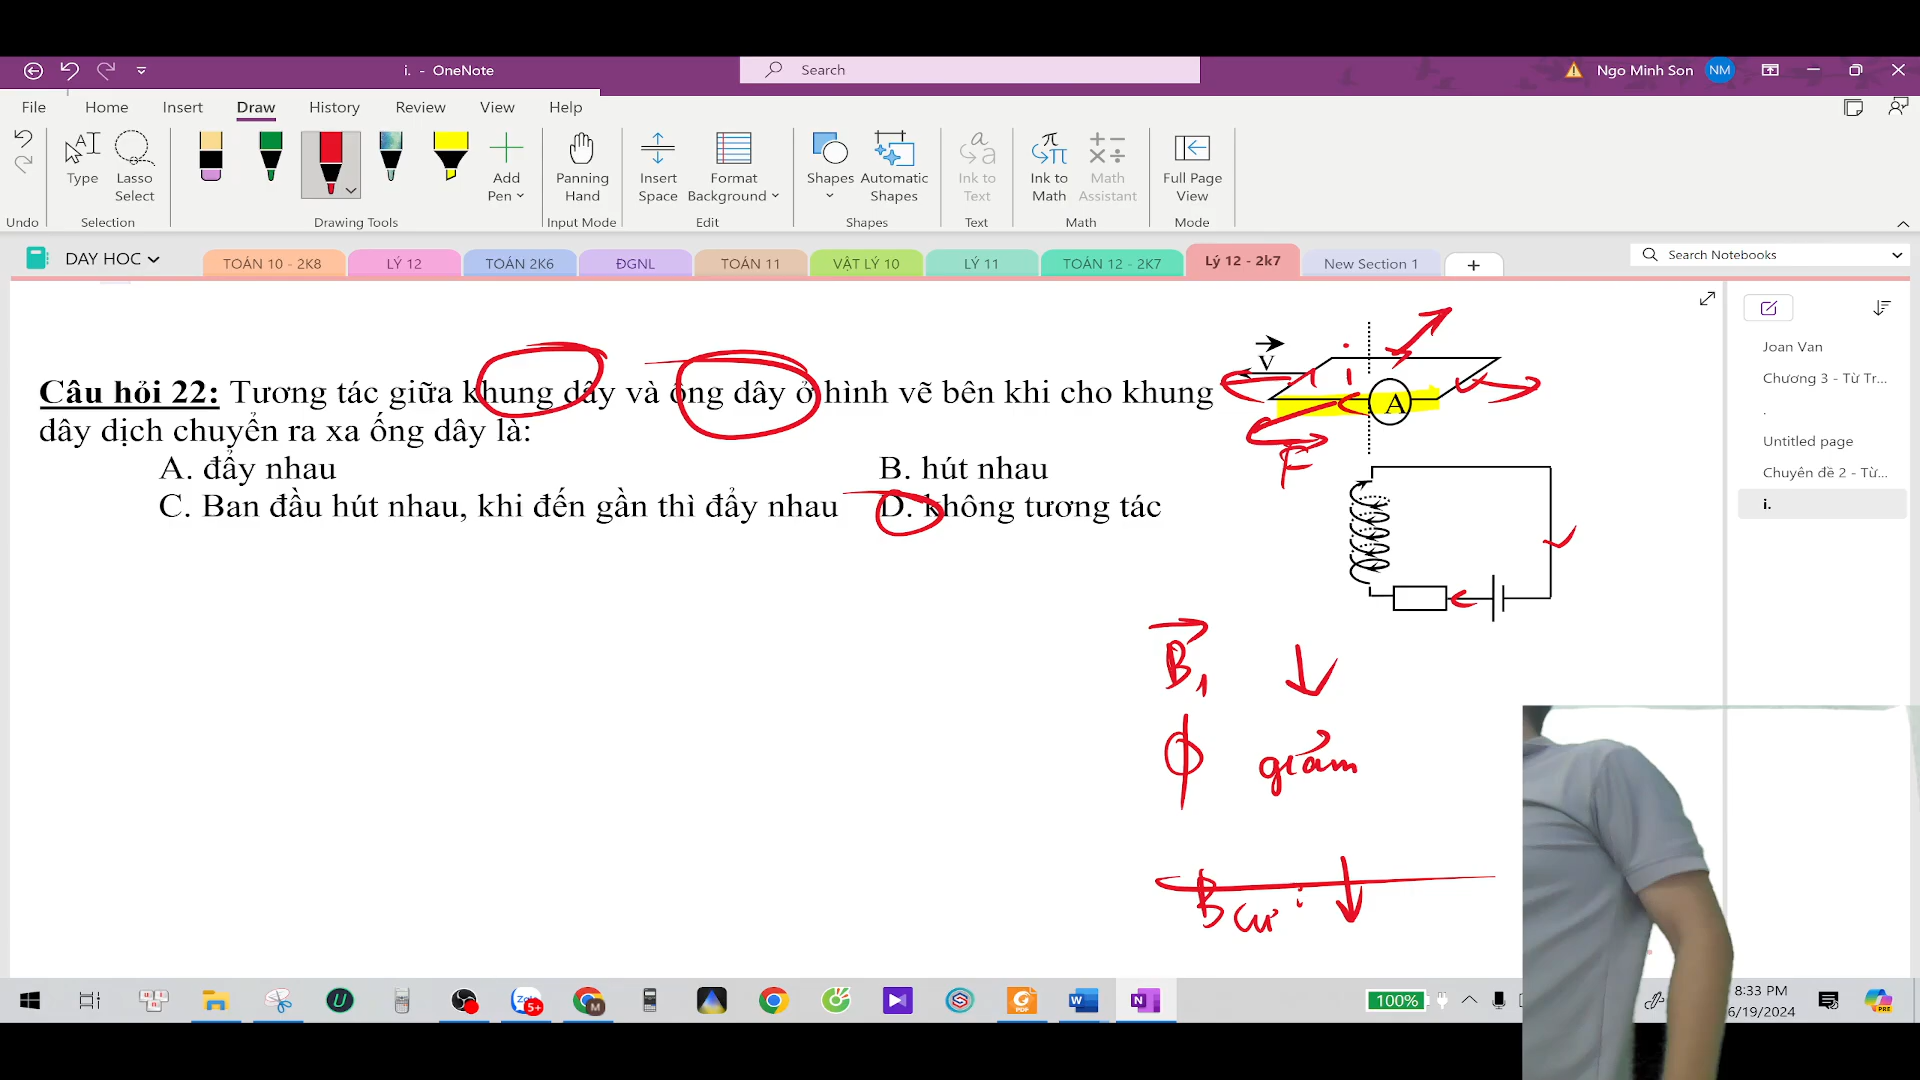 i. - OneNote
Search
Ngo Minh Son
NM
File
Home
Insert
Draw
History
Review
View
Help
Type
Lasso
Select
Add
Pen
Panning
Hand
Insert
Space
Format
Background
Shapes
Automatic
Shapes
Ink to
Text
Ink to
Math
Math
Assistant
Full Page
View
Undo
Selection
Drawing Tools
Input Mode
Edit
Shapes
Text
Math
Mode
DAY HOC
TOÁN 10 - 2K8
LÝ 12
TOÁN 2K6
ĐGNL
TOÁN 11
VẬT LÝ 10
LÝ 11
TOÁN 12 - 2K7
Lý 12 - 2k7
New Section 1
+
Search Notebooks
Joan Van
Chương 3 - Từ Tr...
.
Untitled page
Chuyên đề 2 - Từ...
i.
Câu hỏi 22: Tương tác giữa khung dây và ống dây ở hình vẽ bên khi cho khung
dây dịch chuyển ra xa ống dây là:
A. đẩy nhau
B. hút nhau
C. Ban đầu hút nhau, khi đến gần thì đẩy nhau
D. không tương tác
v
i
A
F
B1
ϕ giảm
Bcư
100%
8:33 PM
6/19/2024